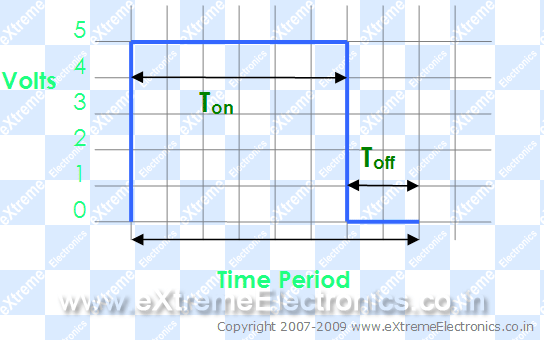 5
4
Volts
3
Ton
2
Toff
1
0
Time Period
www.eXtremeElectronics.co.in
Copyright 2007-2009 www.eXtremeElectronics.co.in